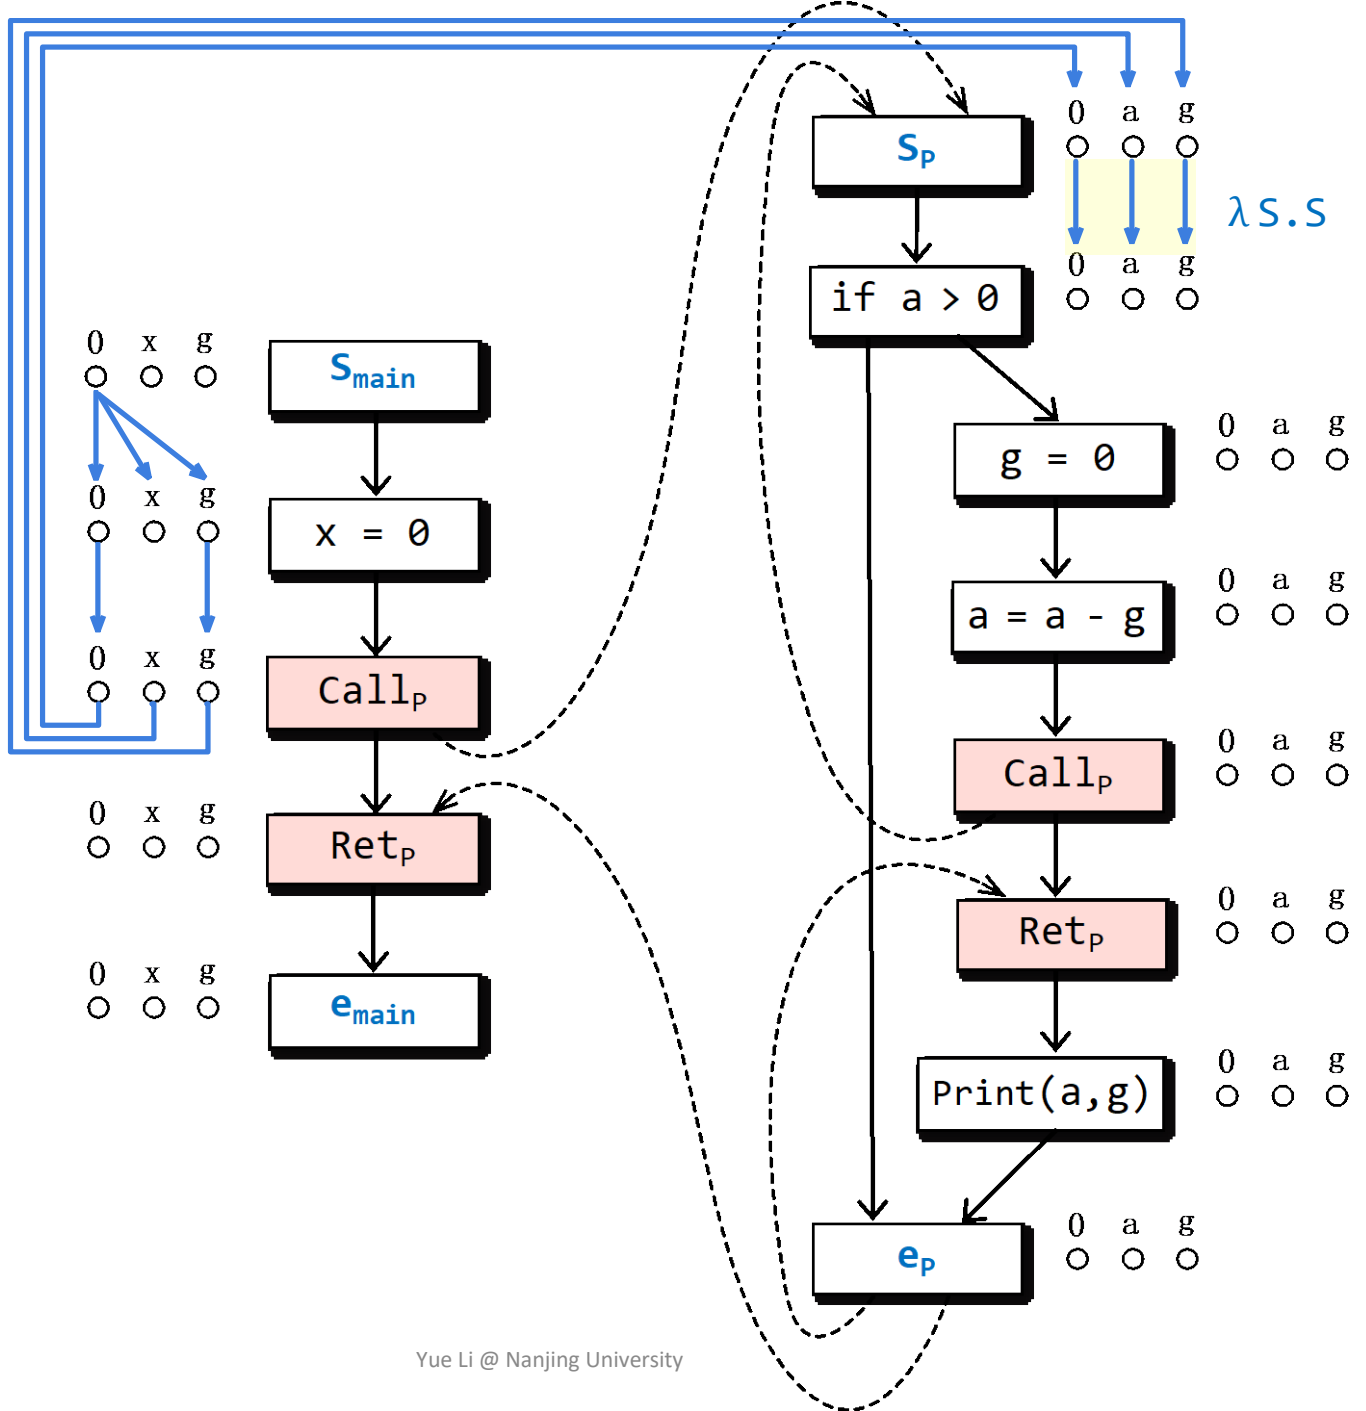 0 a g
S_P
λS.S
0 a g
if a > 0
0 x g
S_main
0 a g
g = 0
0 x g
x = 0
0 a g
a = a - g
0 x g
Call_P
0 a g
Call_P
0 x g
Ret_P
0 a g
Ret_P
0 x g
e_main
0 a g
Print(a,g)
0 a g
e_P
Yue Li @ Nanjing University